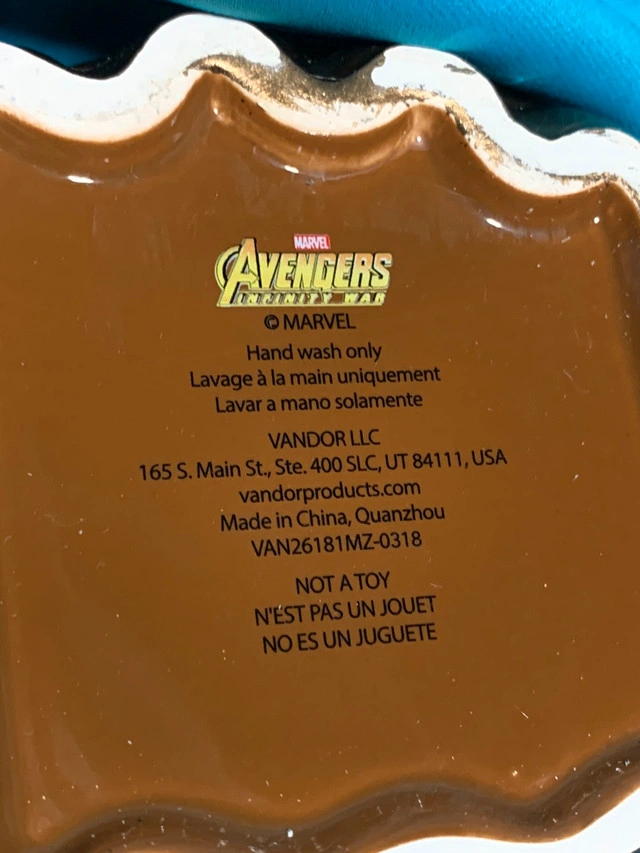 MARVEL
AVENGERS
INFINITY WAR
© MARVEL
Hand wash only
Lavage à la main uniquement
Lavar a mano solamente
VANDOR LLC
165 S. Main St., Ste. 400 SLC, UT 84111, USA
vandorproducts.com
Made in China, Quanzhou
VAN26181MZ-0318
NOT A TOY
N'EST PAS UN JOUET
NO ES UN JUGUETE